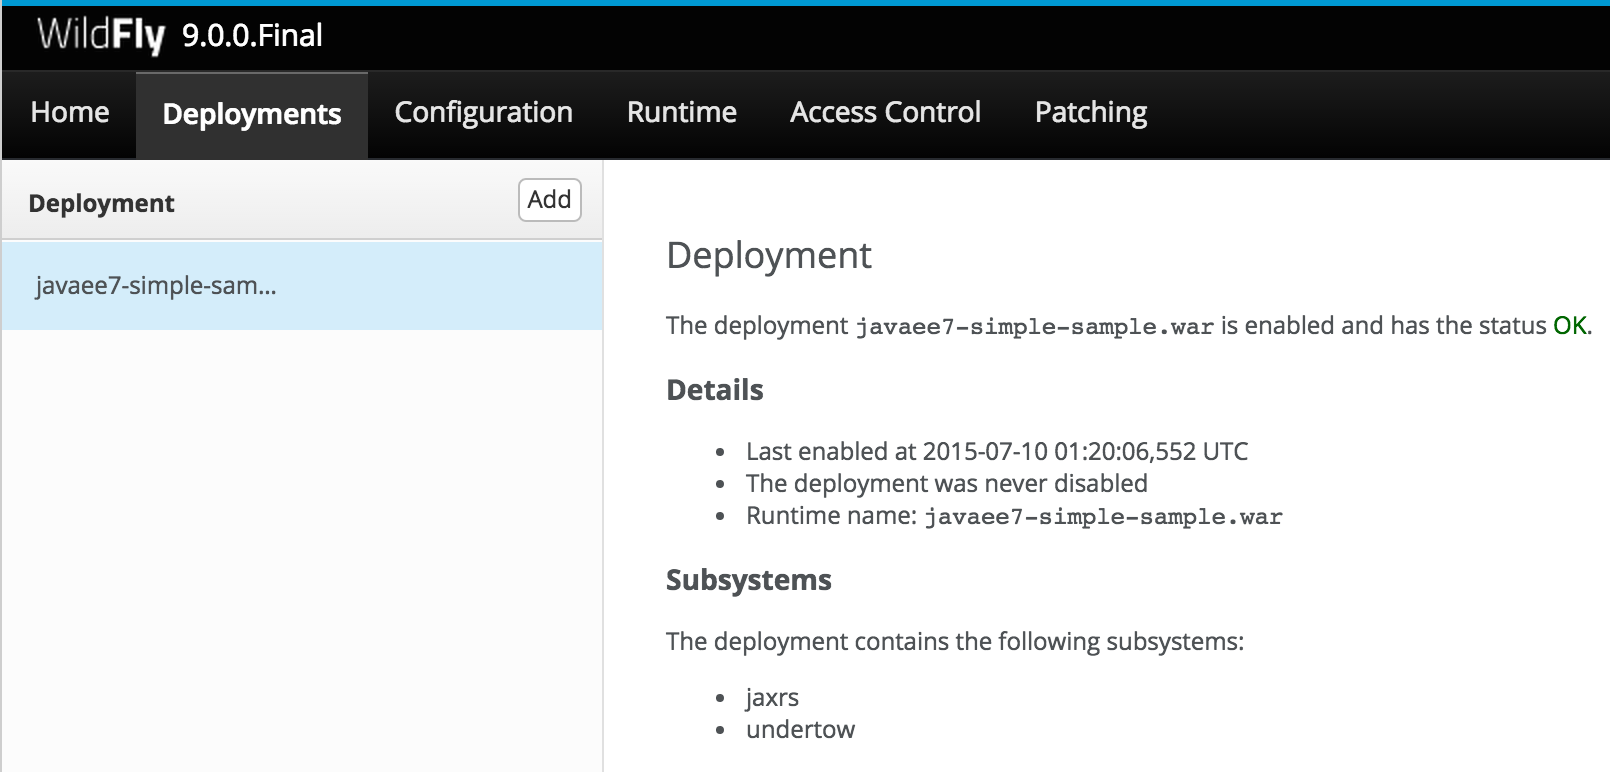 WildFly 9.0.0.Final
Home Deployments Configuration Runtime Access Control Patching
Deployment Add
javaee7-simple-sam...
Deployment
The deployment javaee7-simple-sample.war is enabled and has the status OK.
Details
• Last enabled at 2015-07-10 01:20:06,552 UTC
• The deployment was never disabled
• Runtime name: javaee7-simple-sample.war
Subsystems
The deployment contains the following subsystems:
• jaxrs
• undertow